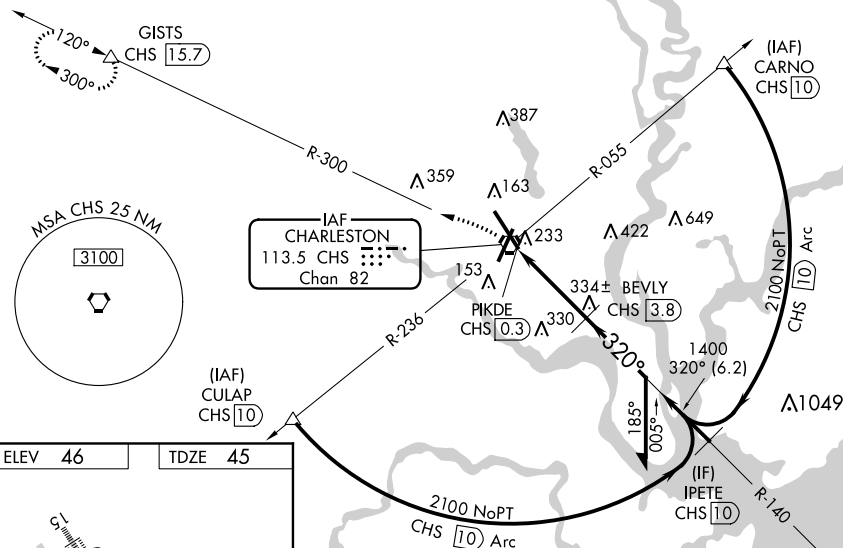 GISTS
CHS 15.7
120°
300°
(IAF)
CARNO
CHS 10
387
R-300
R-055
359
163
MSA CHS 25 NM
3100
IAF
CHARLESTON
113.5 CHS
Chan 82
233
422
649
2100 NoPT
CHS 10 Arc
153
334± BEVLY
CHS 3.8
PIKDE
CHS 0.3
330
R-236
320°
1400
320° (6.2)
(IAF)
CULAP
CHS 10
1049
185°
005°
ELEV 46
TDZE 45
(IF)
IPETE
CHS 10
R-140
2100 NoPT
CHS 10 Arc
15